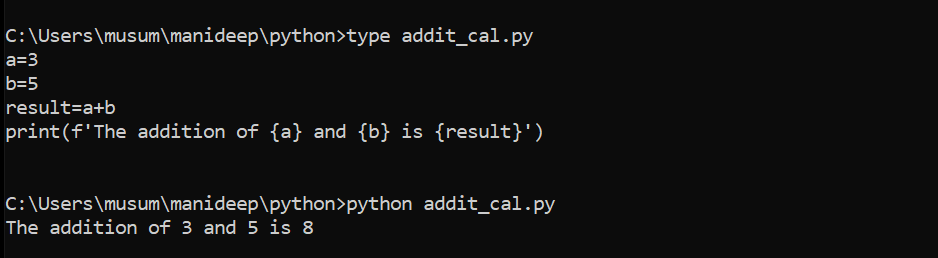 C:\Users\musum\manideep\python>type addit_cal.py
a=3
b=5
result=a+b
print(f'The addition of {a} and {b} is {result}')
C:\Users\musum\manideep\python>python addit_cal.py
The addition of 3 and 5 is 8